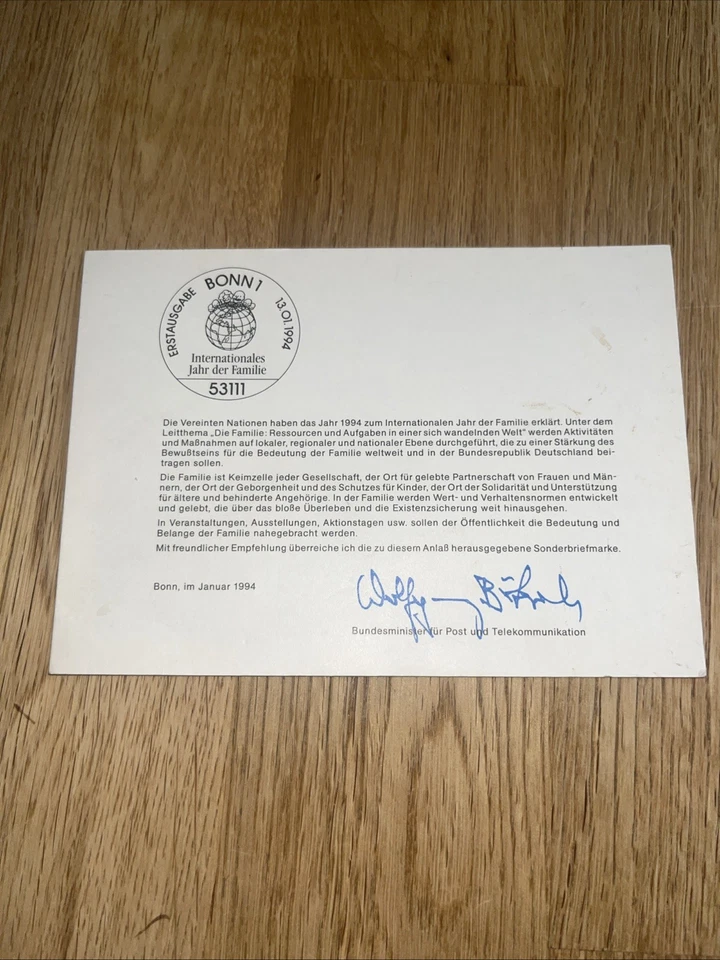 ERSTAUSGABE BONN 1 13.01.1994
Internationales
Jahr der Familie
53111
Die Vereinten Nationen haben das Jahr 1994 zum Internationalen Jahr der Familie erklärt. Unter dem
Leitthema „Die Familie: Ressourcen und Aufgaben in einer sich wandelnden Welt" werden Aktivitäten
und Maßnahmen auf lokaler, regionaler und nationaler Ebene durchgeführt, die zu einer Stärkung des
Bewußtseins für die Bedeutung der Familie weltweit und in der Bundesrepublik Deutschland bei-
tragen sollen.
Die Familie ist Keimzelle jeder Gesellschaft, der Ort für gelebte Partnerschaft von Frauen und Män-
nern, der Ort der Geborgenheit und des Schutzes für Kinder, der Ort der Solidarität und Unterstützung
für ältere und behinderte Angehörige. In der Familie werden Wert- und Verhaltensnormen entwickelt
und gelebt, die über das bloße Überleben und die Existenzsicherung weit hinausgehen.
In Veranstaltungen, Ausstellungen, Aktionstagen usw. sollen der Öffentlichkeit die Bedeutung und
Belange der Familie nahegebracht werden.
Mit freundlicher Empfehlung überreiche ich die zu diesem Anlaß herausgegebene Sonderbriefmarke.
Bonn, im Januar 1994
Wolfgang Bötsch
Bundesminister für Post und Telekommunikation